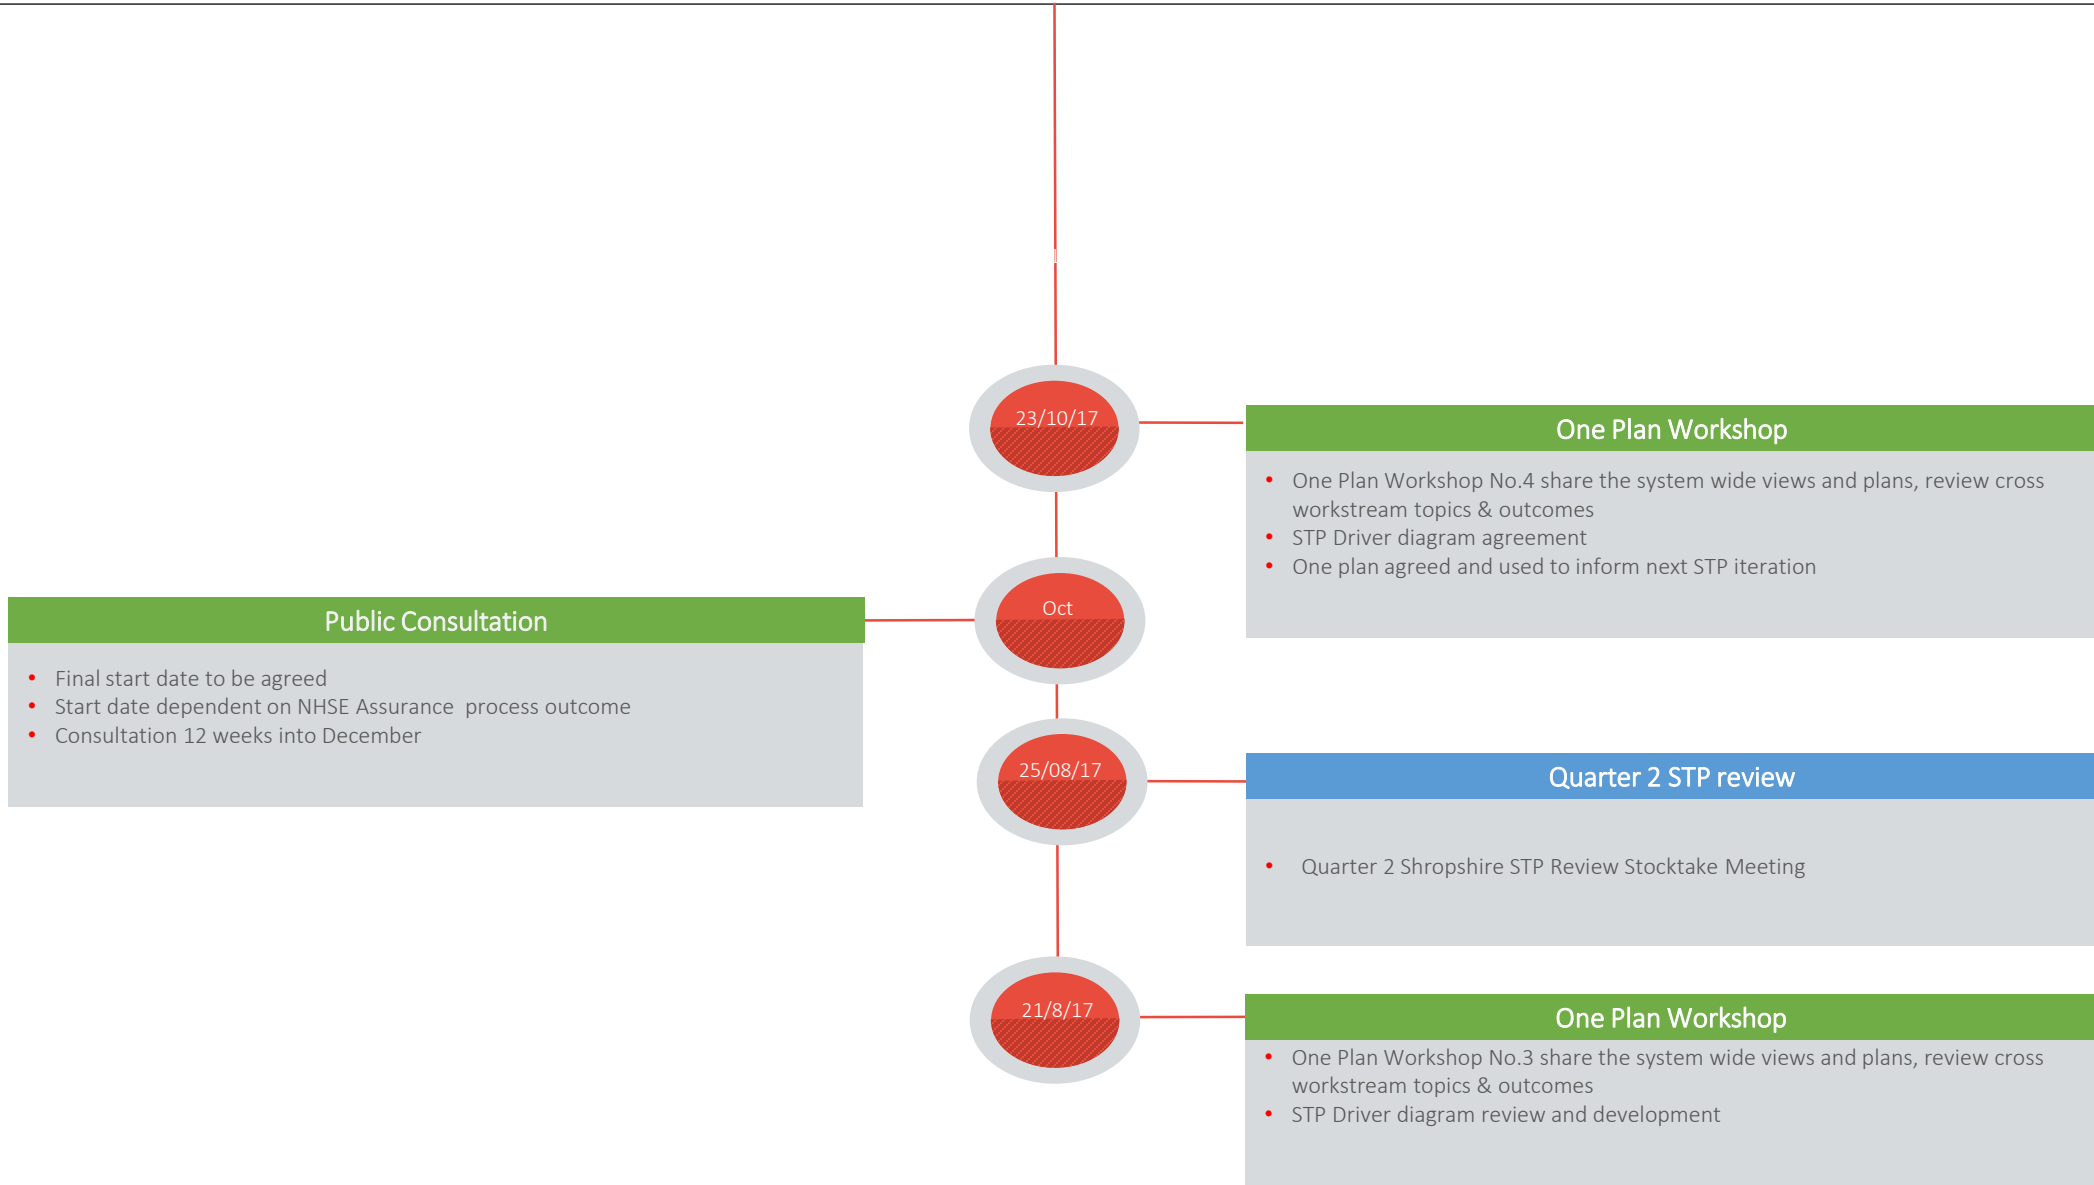 23/10/17
One Plan Workshop
• One Plan Workshop No.4 share the system wide views and plans, review cross
workstream topics & outcomes
• STP Driver diagram agreement
• One plan agreed and used to inform next STP iteration
Oct
Public Consultation
• Final start date to be agreed
• Start date dependent on NHSE Assurance  process outcome
• Consultation 12 weeks into December
25/08/17
Quarter 2 STP review
• Quarter 2 Shropshire STP Review Stocktake Meeting
21/8/17
One Plan Workshop
• One Plan Workshop No.3 share the system wide views and plans, review cross
workstream topics & outcomes
• STP Driver diagram review and development